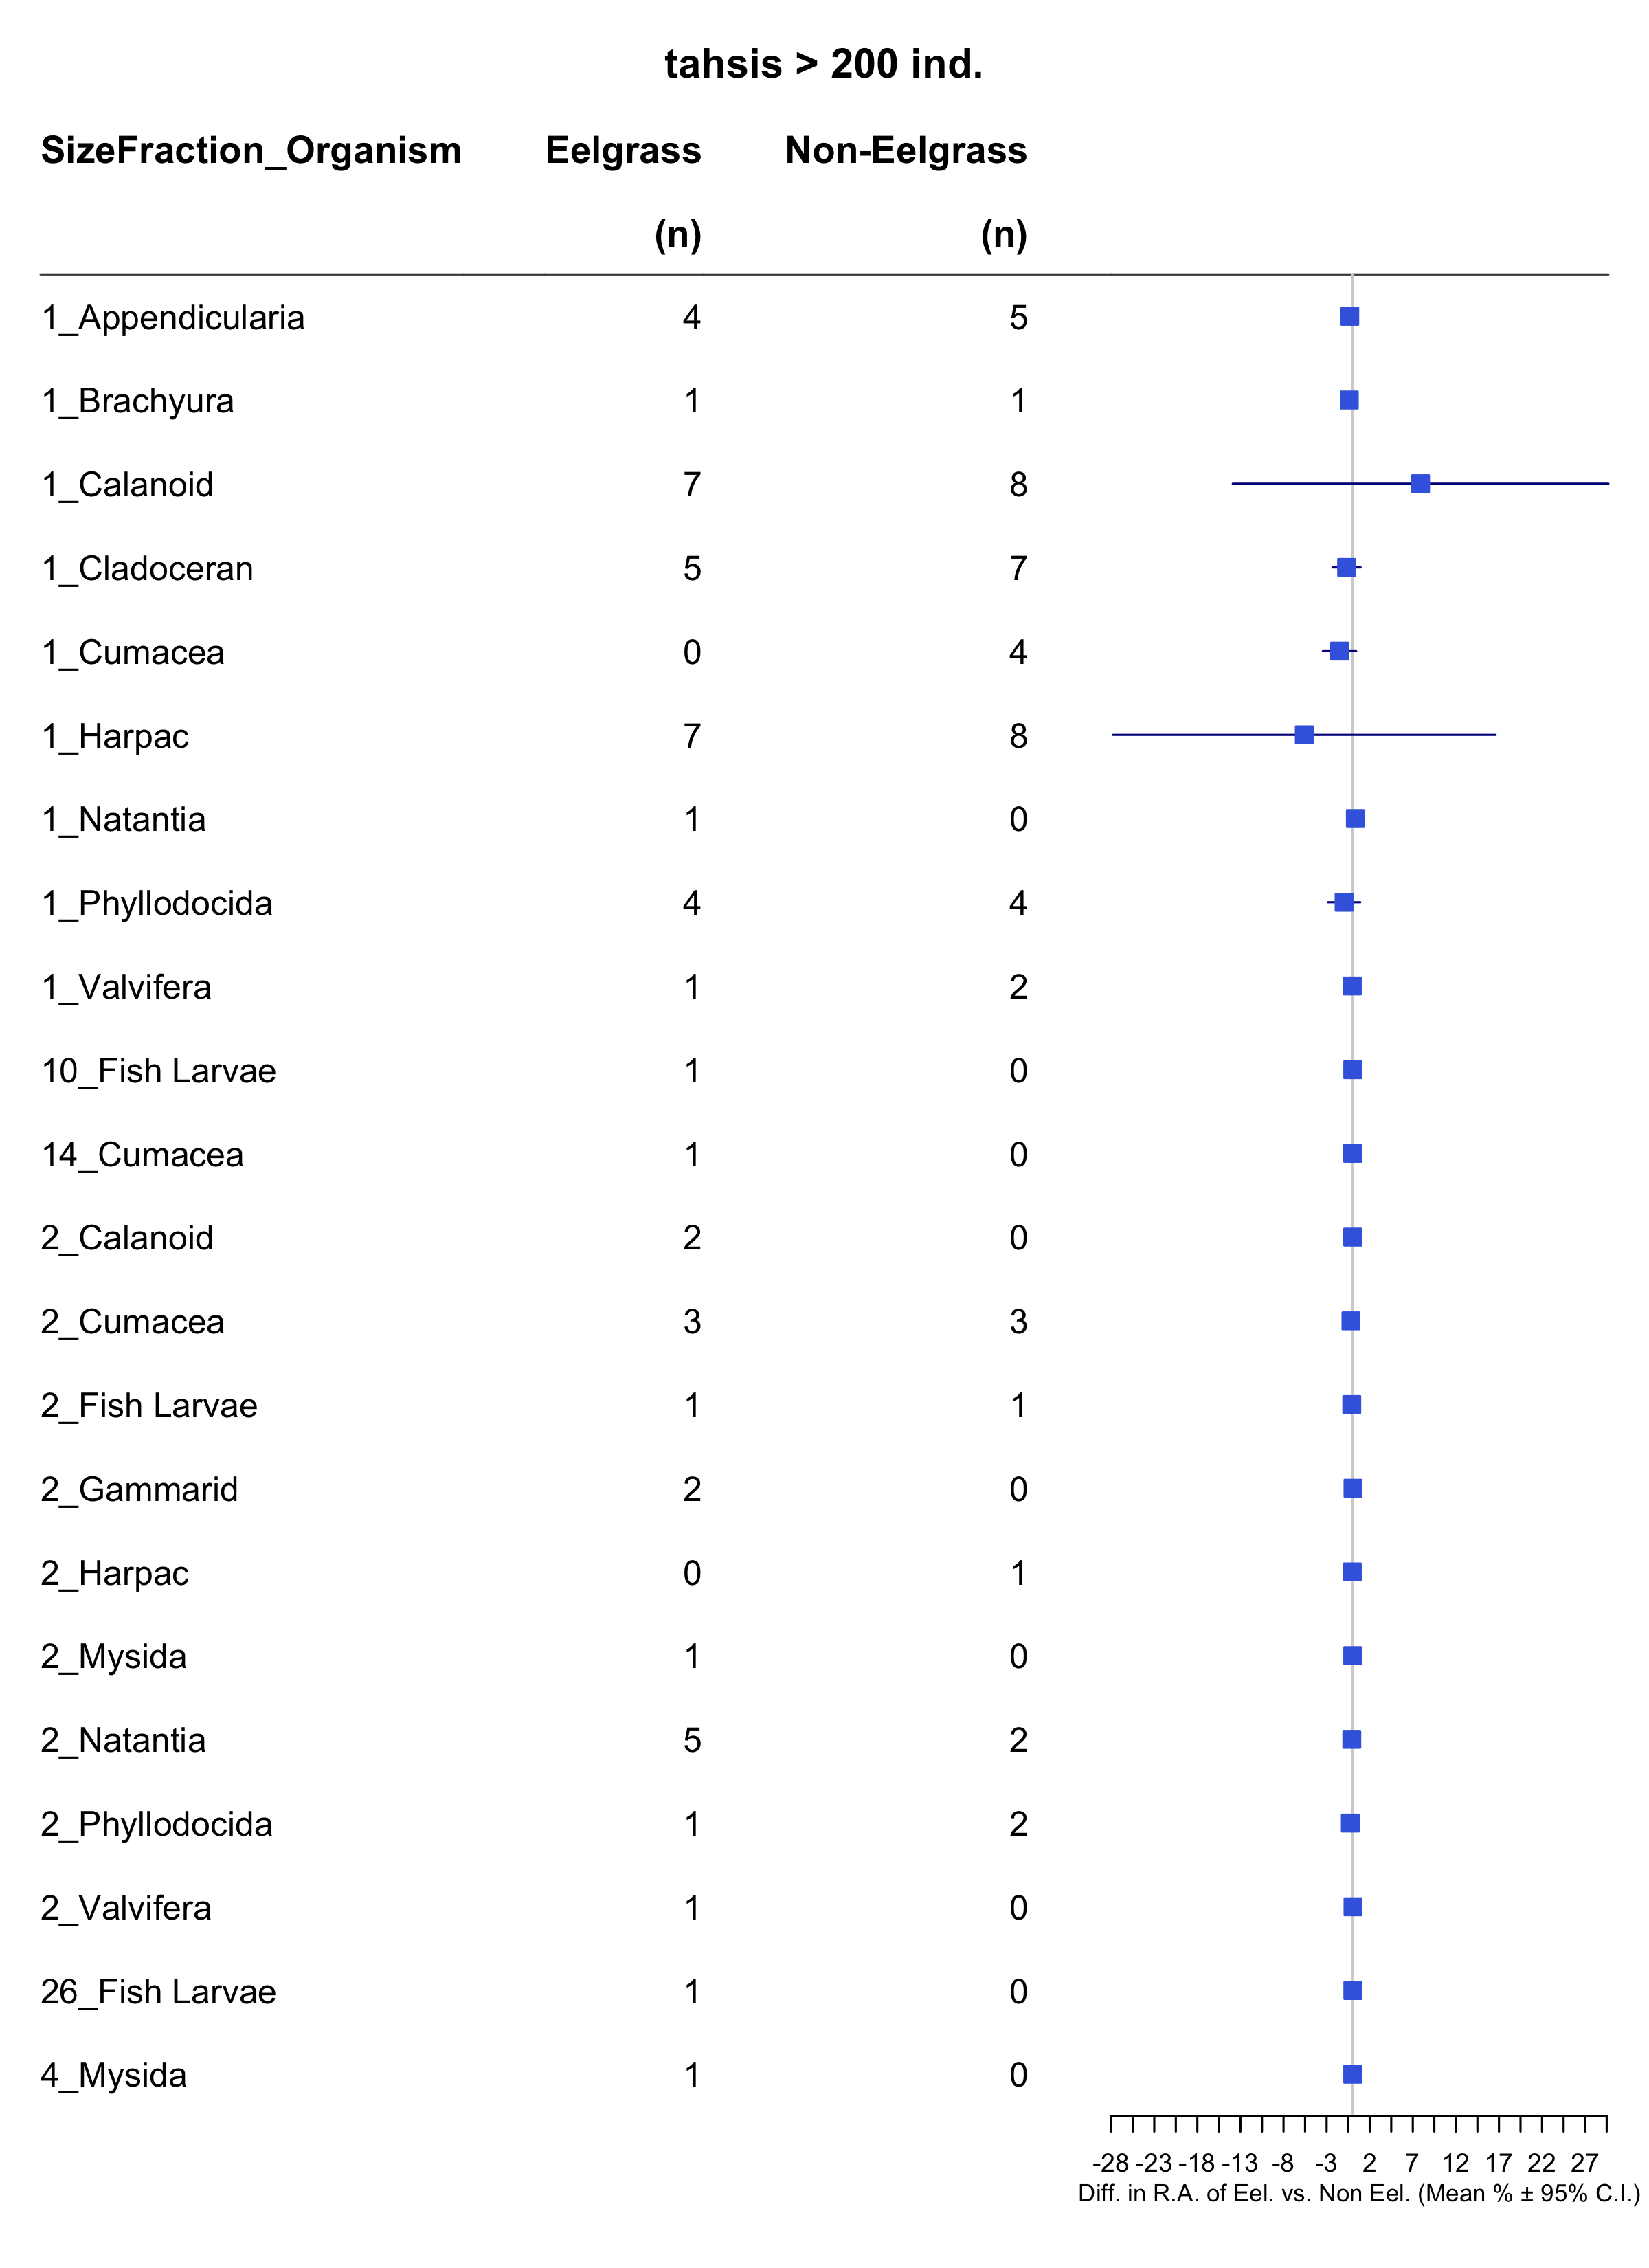 tahsis > 200 ind.
SizeFraction_Organism Eelgrass Non-Eelgrass
(n) (n)
1_Appendicularia 4 5
1_Brachyura 1 1
1_Calanoid 7 8
1_Cladoceran 5 7
1_Cumacea 0 4
1_Harpac 7 8
1_Natantia 1 0
1_Phyllodocida 4 4
1_Valvifera 1 2
10_Fish Larvae 1 0
14_Cumacea 1 0
2_Calanoid 2 0
2_Cumacea 3 3
2_Fish Larvae 1 1
2_Gammarid 2 0
2_Harpac 0 1
2_Mysida 1 0
2_Natantia 5 2
2_Phyllodocida 1 2
2_Valvifera 1 0
26_Fish Larvae 1 0
4_Mysida 1 0
-28 -23 -18 -13 -8 -3 2 7 12 17 22 27
Diff. in R.A. of Eel. vs. Non Eel. (Mean % ± 95% C.I.)